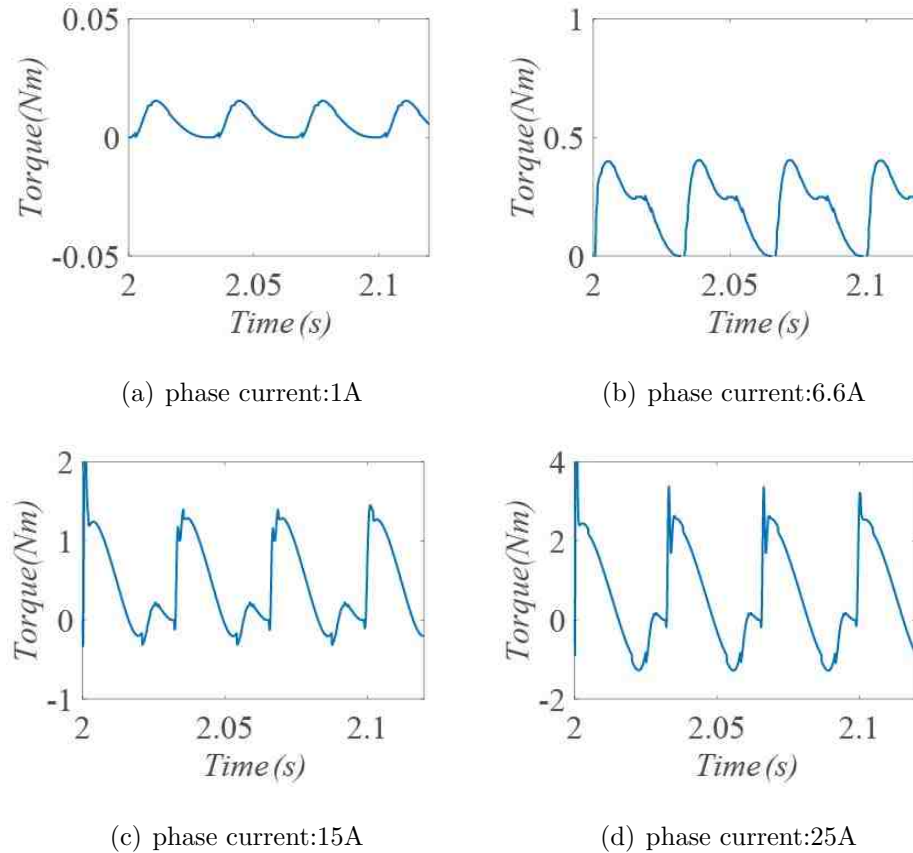 0.05
0
-0.05
Torque(Nm)
2 2.05 2.1
Time(s)
(a) phase current:1A
1
0.5
0
Torque(Nm)
2 2.05 2.1
Time(s)
(b) phase current:6.6A
2
1
0
-1
Torque(Nm)
2 2.05 2.1
Time(s)
(c) phase current:15A
4
2
0
-2
Torque(Nm)
2 2.05 2.1
Time(s)
(d) phase current:25A